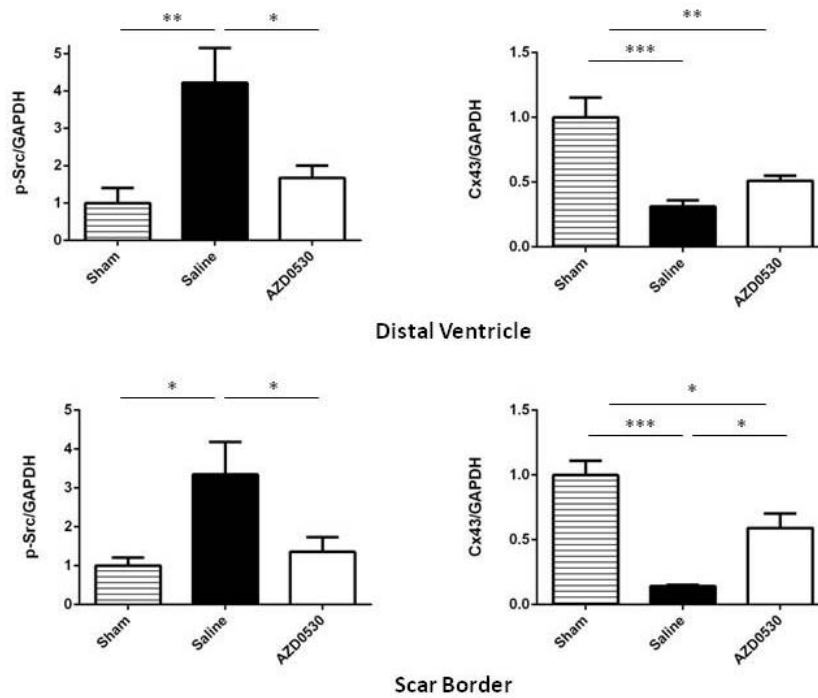 ** *
p-Src/GAPDH
5
4
3
2
1
0
Sham Saline AZD0530
**
***
Cx43/GAPDH
1.5
1.0
0.5
0.0
Sham Saline AZD0530
Distal Ventricle
* *
p-Src/GAPDH
5
4
3
2
1
0
Sham Saline AZD0530
*
*** *
Cx43/GAPDH
1.5
1.0
0.5
0.0
Sham Saline AZD0530
Scar Border